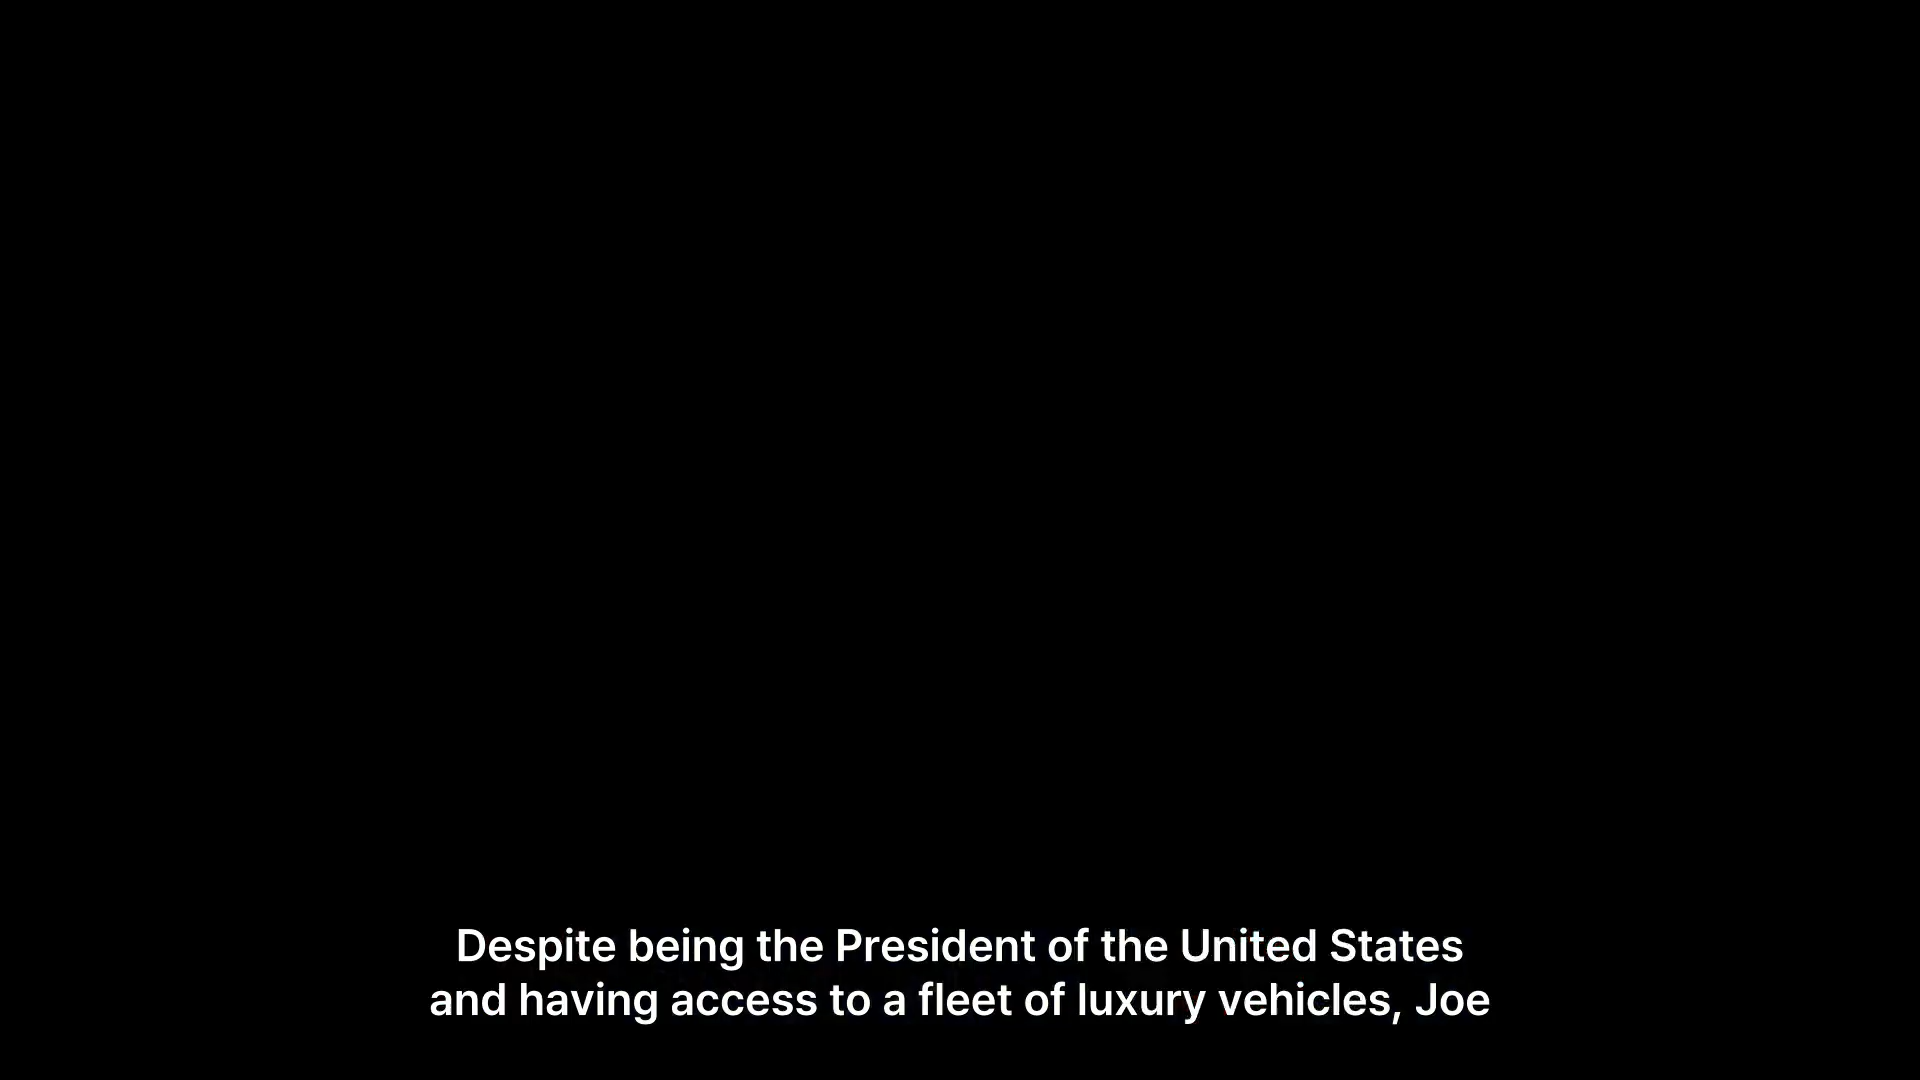 Despite being the President of the United States
and having access to a fleet of luxury vehicles, Joe